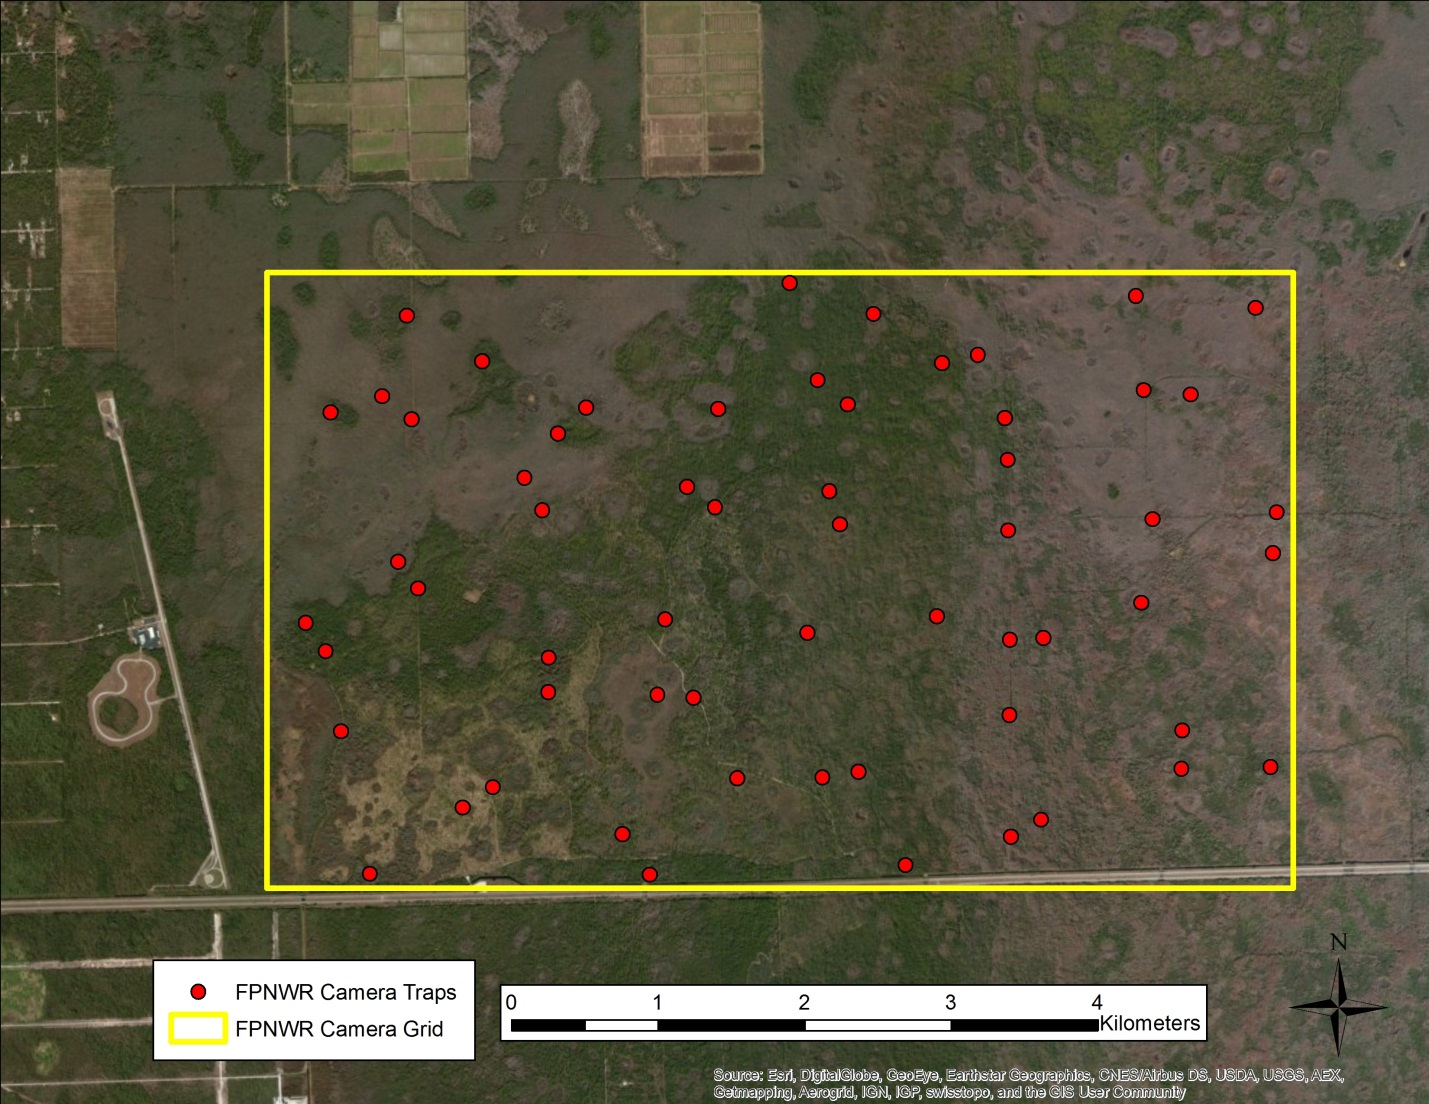 N
FPNWR Camera Traps
FPNWR Camera Grid
0 1 2 3 4
Kilometers
Source: Esri, DigitalGlobe, GeoEye, Earthstar Geographics, CNES/Airbus DS, USDA, USGS, AEX,
Getmapping, Aerogrid, IGN, IGP, swisstopo, and the GIS User Community